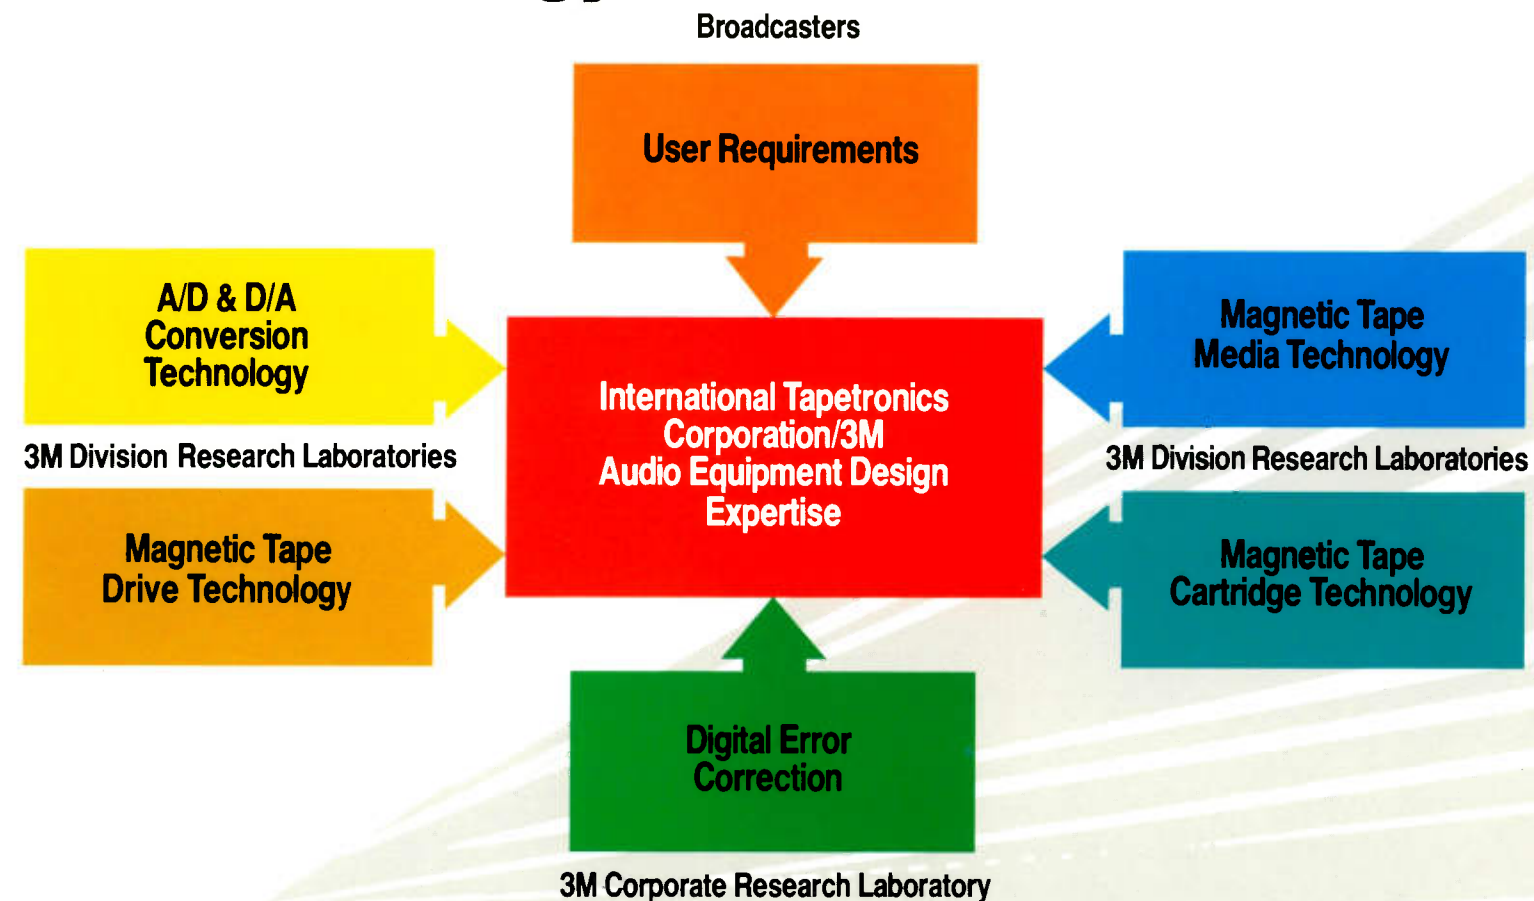 Broadcasters
User Requirements
A/D & D/A
Conversion
Technology
3M Division Research Laboratories
Magnetic Tape
Drive Technology
International Tapetronics
Corporation/3M
Audio Equipment Design
Expertise
Magnetic Tape
Media Technology
3M Division Research Laboratories
Magnetic Tape
Cartridge Technology
Digital Error
Correction
3M Corporate Research Laboratory